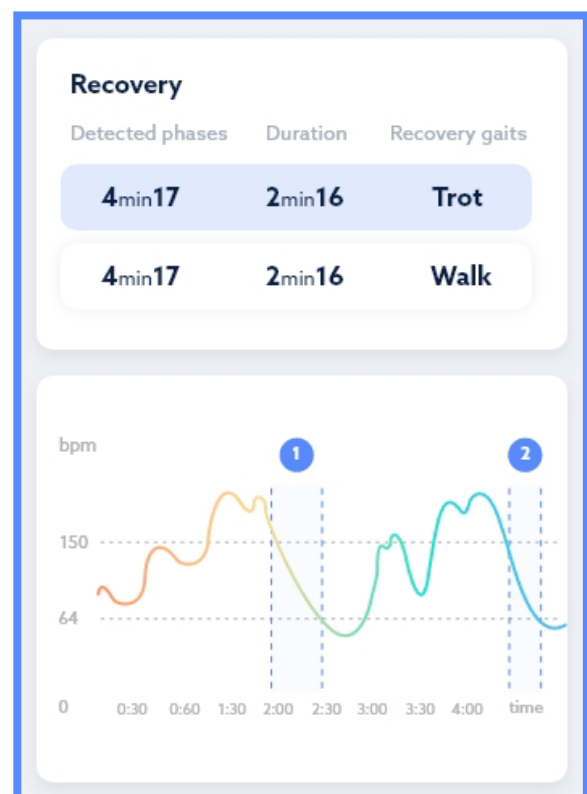 Recovery
Detected phases Duration Recovery gaits
4min17 2min16 Trot
4min17 2min16 Walk
bpm
1 2
150
64
0 0:30 0:60 1:30 2:00 2:30 3:00 3:30 4:00 time